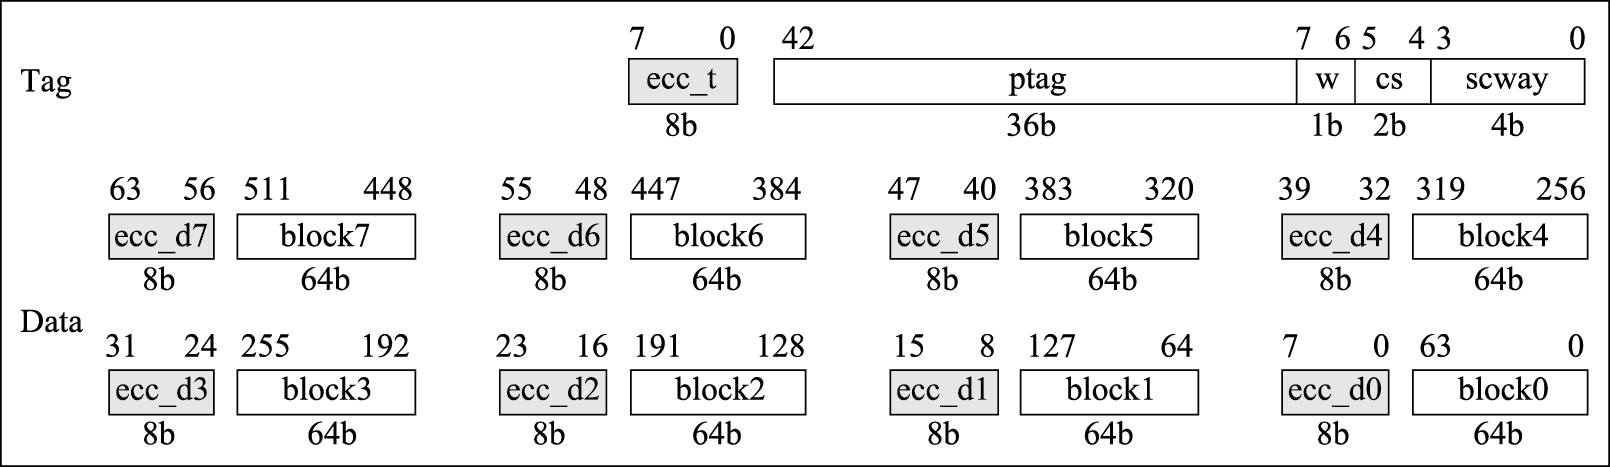 7 0 42 7 6 5 4 3 0
Tag ecc_t ptag w cs scway
8b 36b 1b 2b 4b
63 56 511 448 55 48 447 384 47 40 383 320 39 32 319 256
ecc_d7 block7 ecc_d6 block6 ecc_d5 block5 ecc_d4 block4
8b 64b 8b 64b 8b 64b 8b 64b
Data
31 24 255 192 23 16 191 128 15 8 127 64 7 0 63 0
ecc_d3 block3 ecc_d2 block2 ecc_d1 block1 ecc_d0 block0
8b 64b 8b 64b 8b 64b 8b 64b